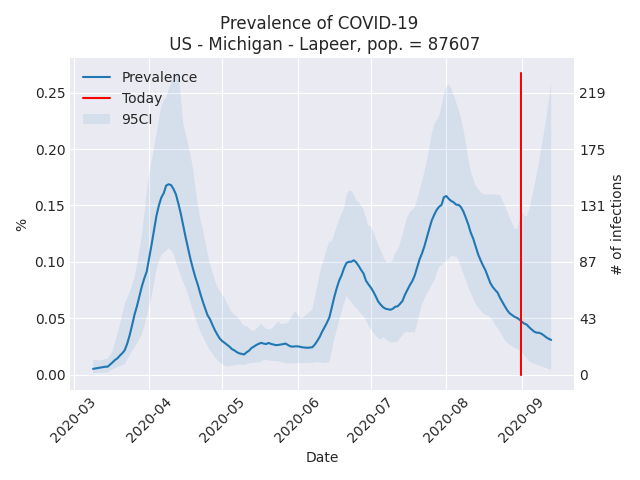 Prevalence of COVID-19
US - Michigan - Lapeer, pop. = 87607
Prevalence
Today
95CI
0.25
0.20
0.15
0.10
0.05
0.00
%
219
175
131
87
43
0
# of infections
2020-03
2020-04
2020-05
2020-06
2020-07
2020-08
2020-09
Date